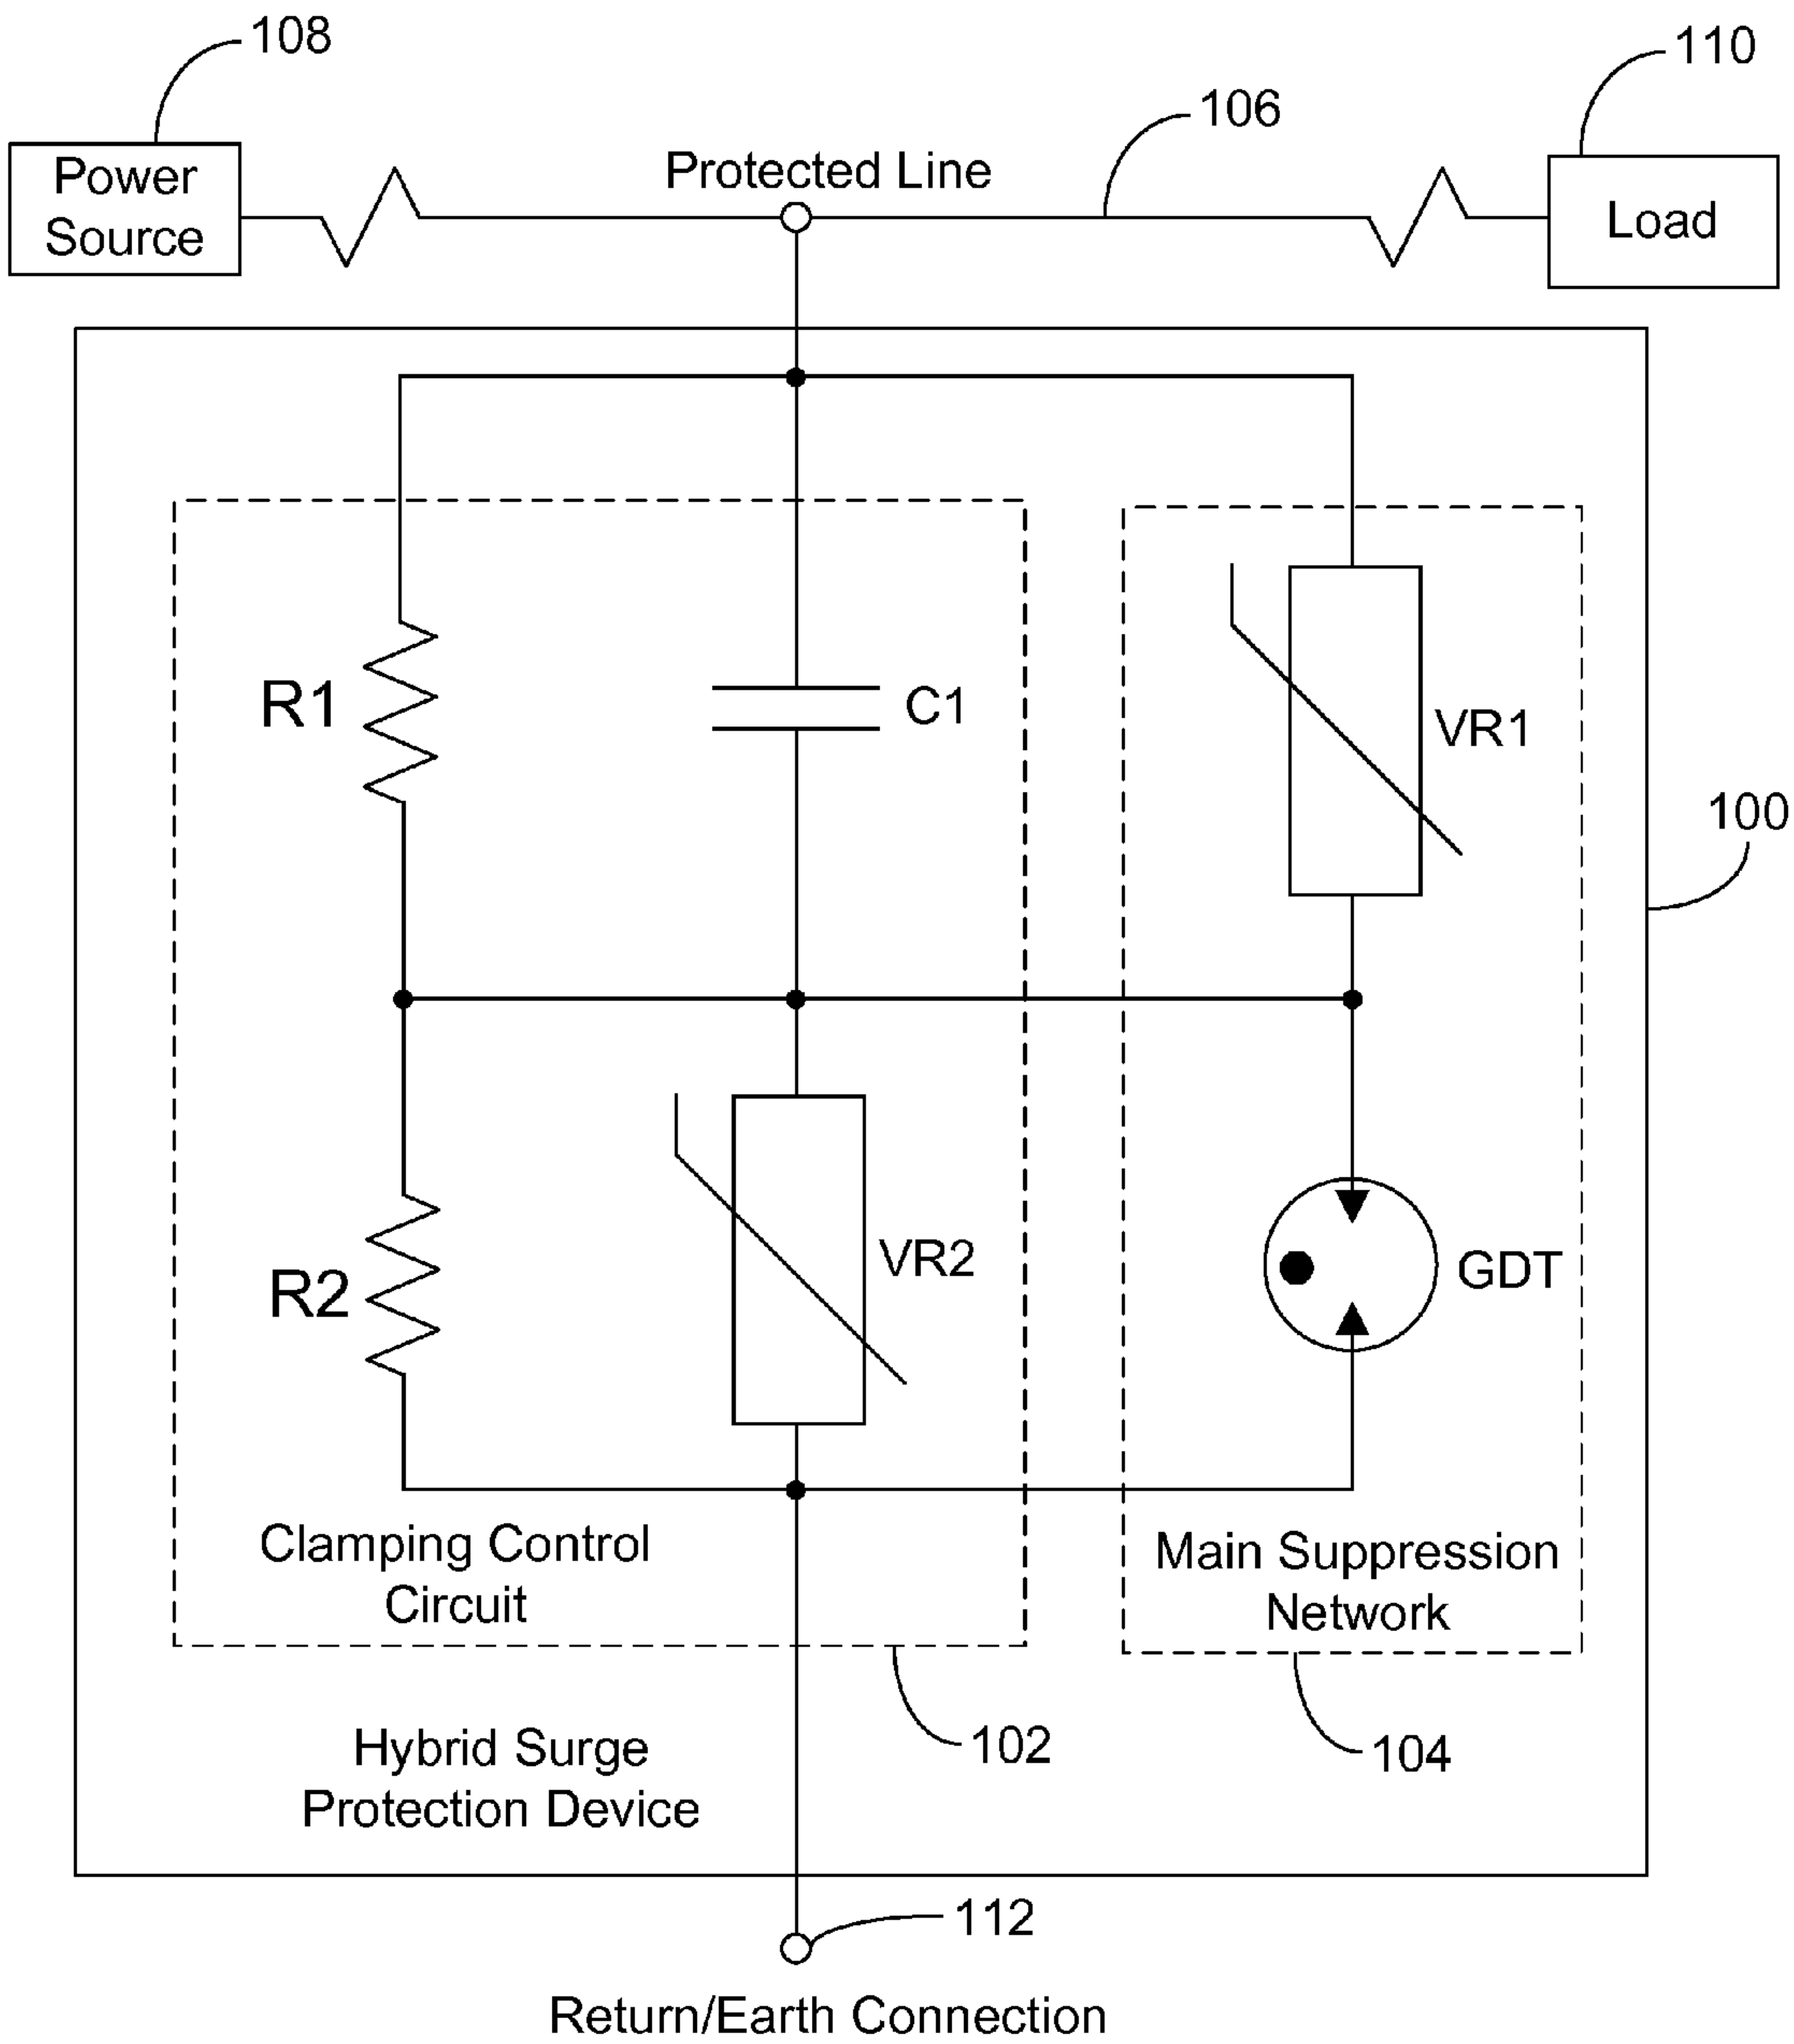 108
110
106
Protected Line
Power
Source
Load
R1
C1
VR1
100
R2
VR2
GDT
Clamping Control
Circuit
Main Suppression
Network
102
104
Hybrid Surge
Protection Device
112
Return/Earth Connection